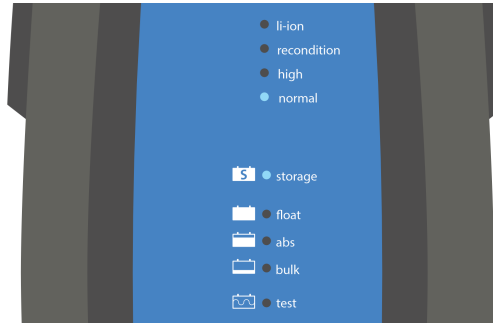 li-ion
recondition
high
normal
S storage
float
abs
bulk
test